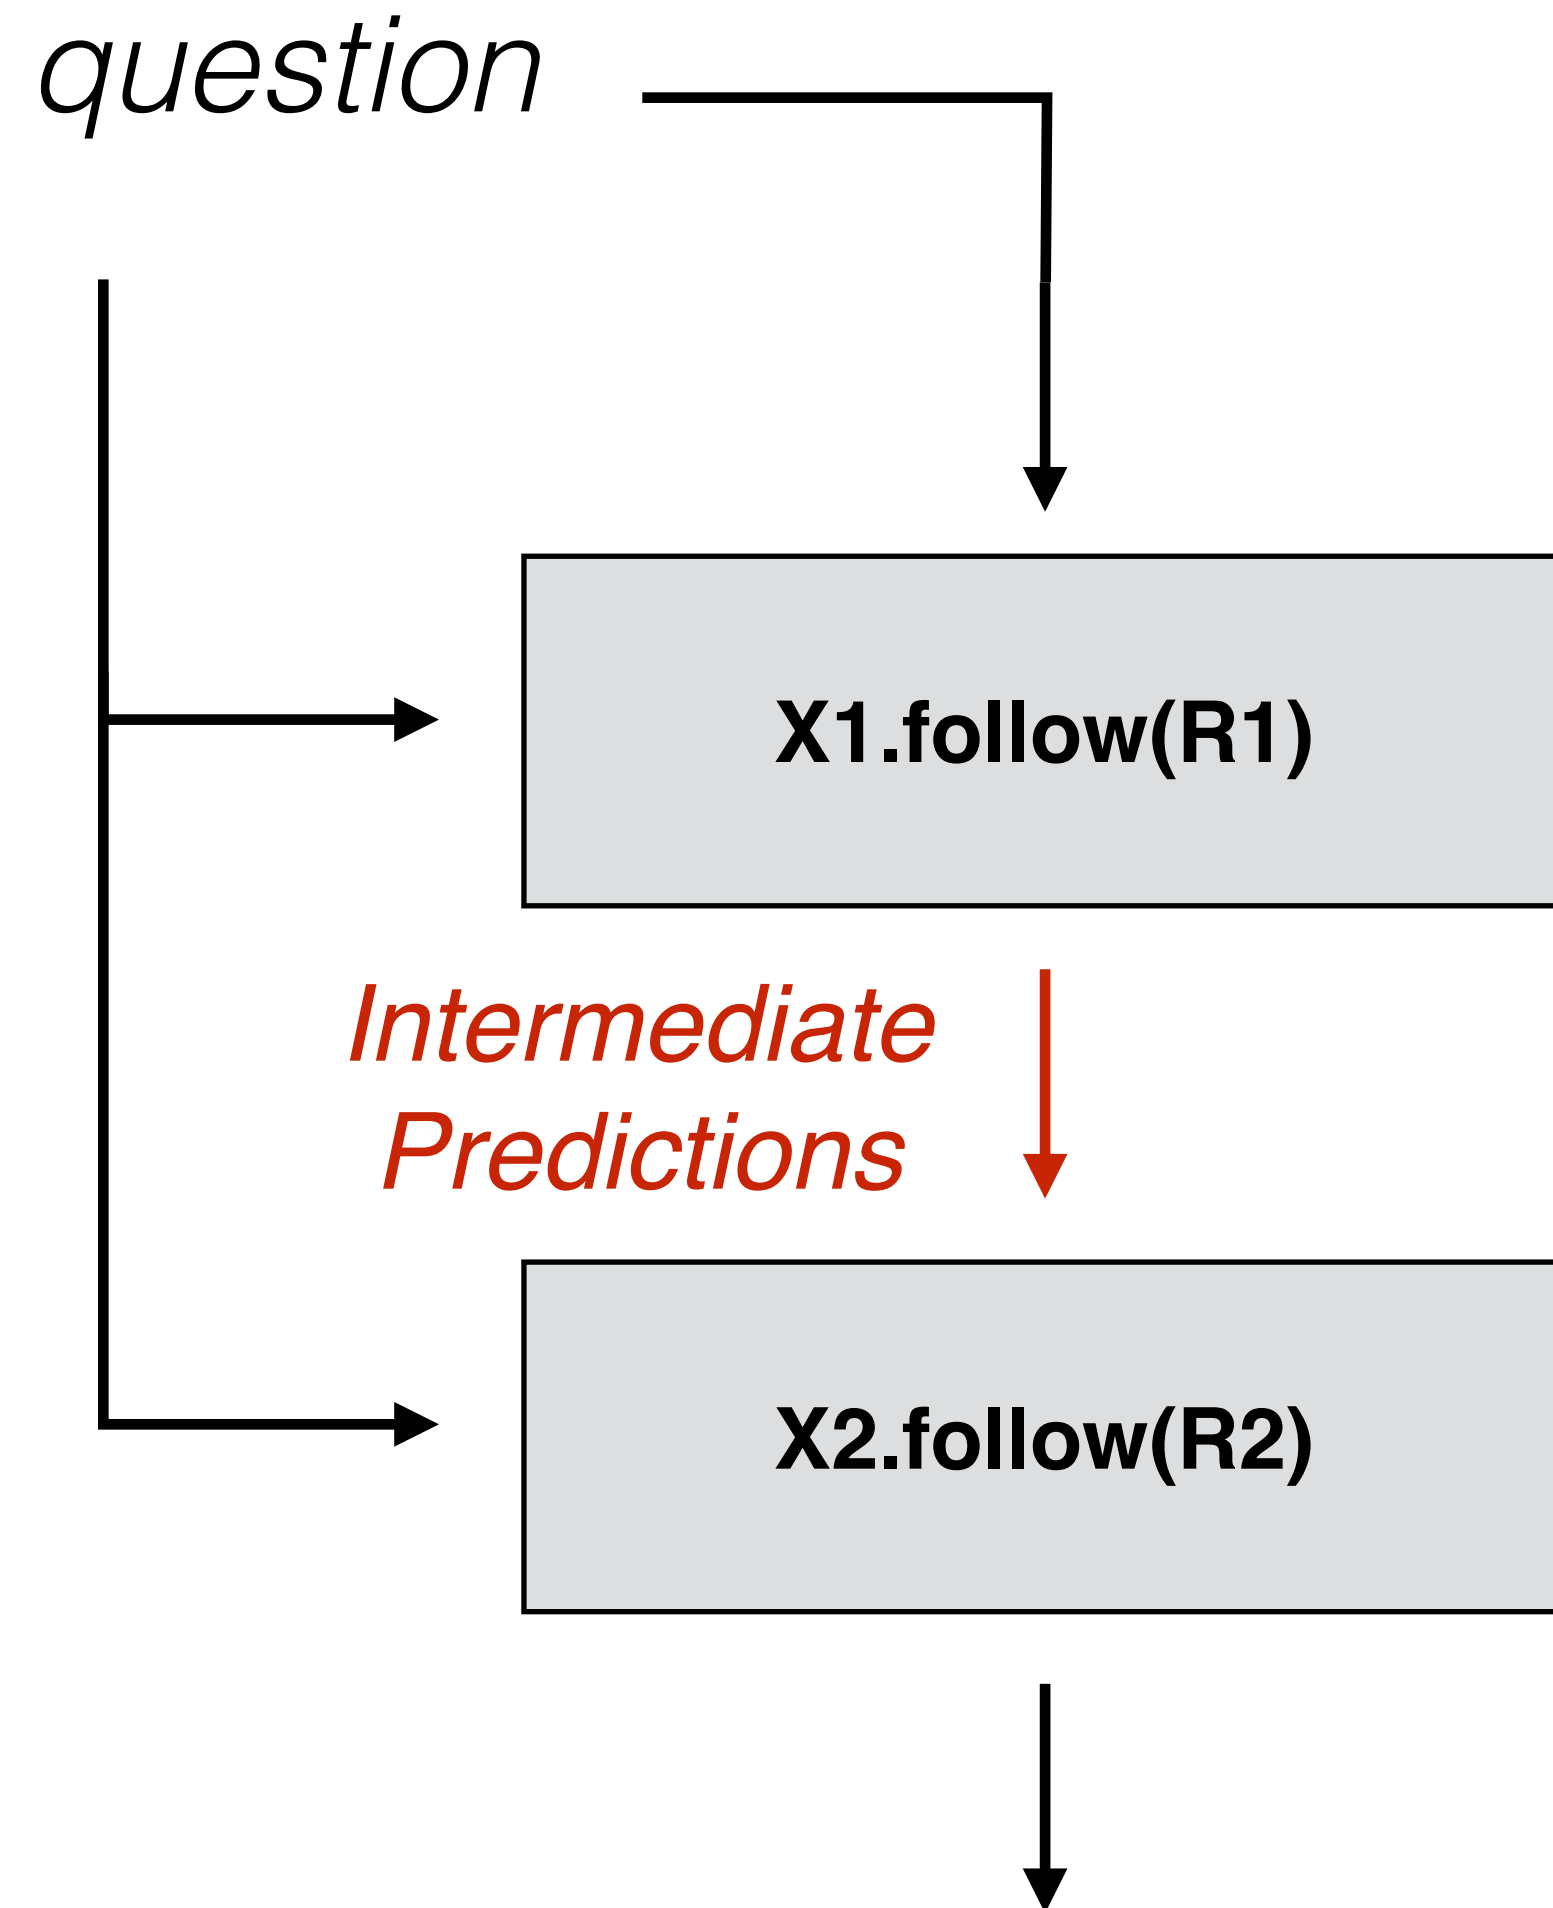 question
X1.follow(R1)
Intermediate
Predictions
X2.follow(R2)